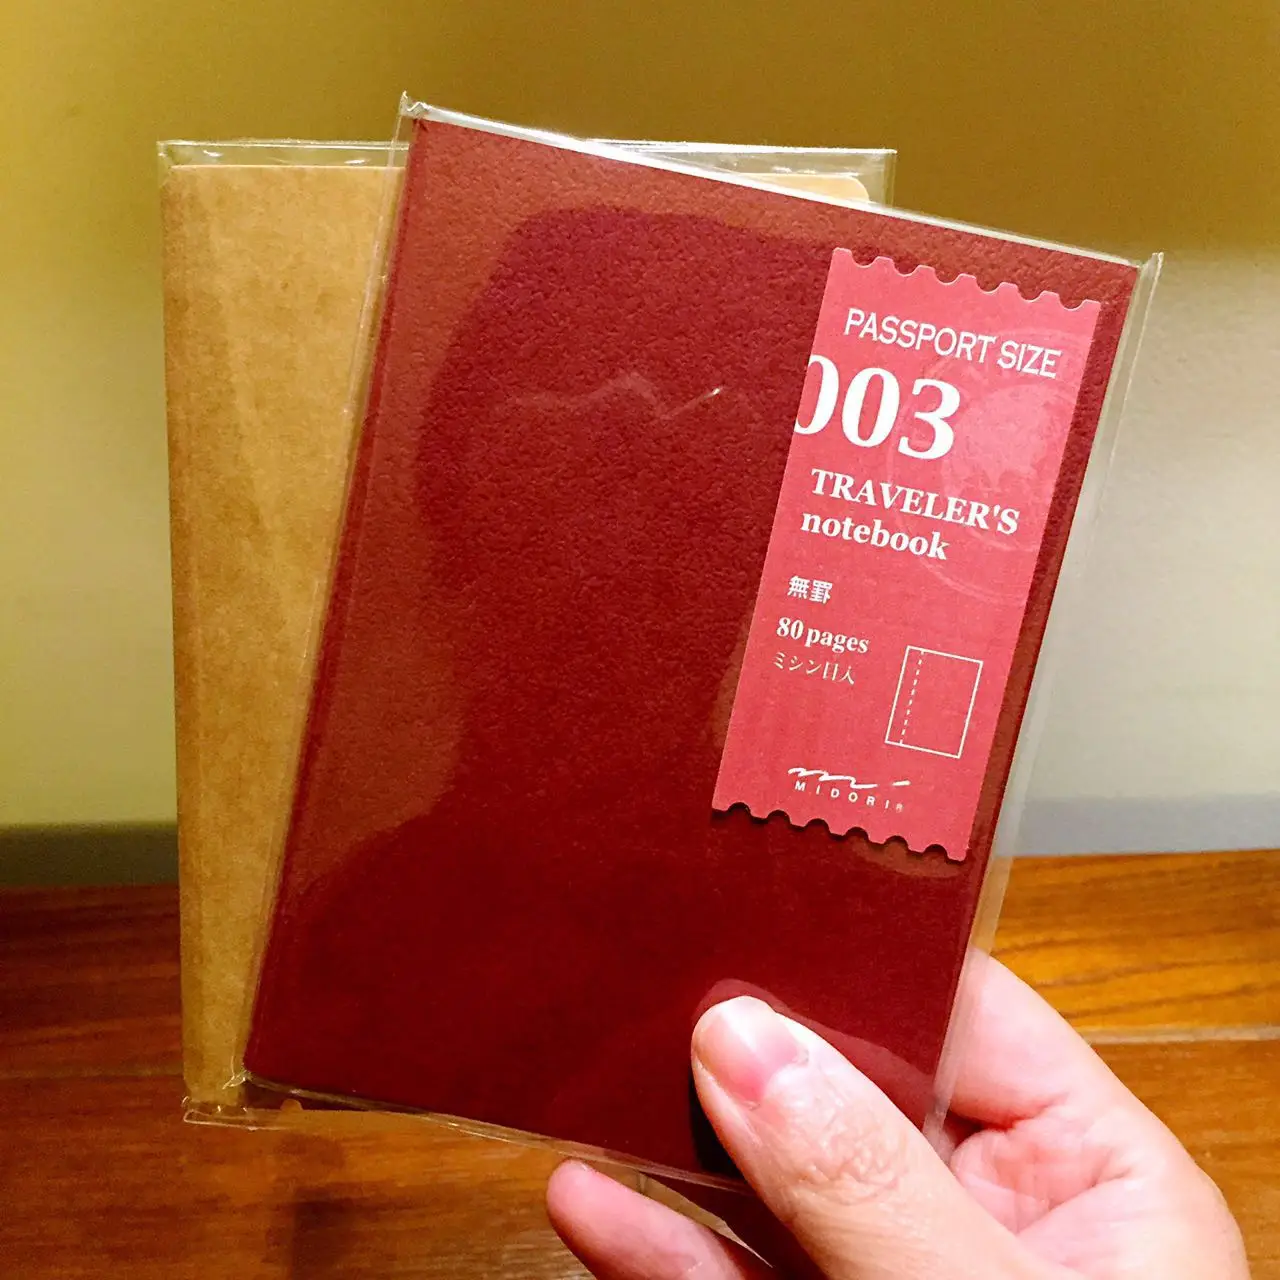 PASSPORT SIZE
003
TRAVELER'S
notebook
無罫
80 pages
ミシン目入
MIDORI®